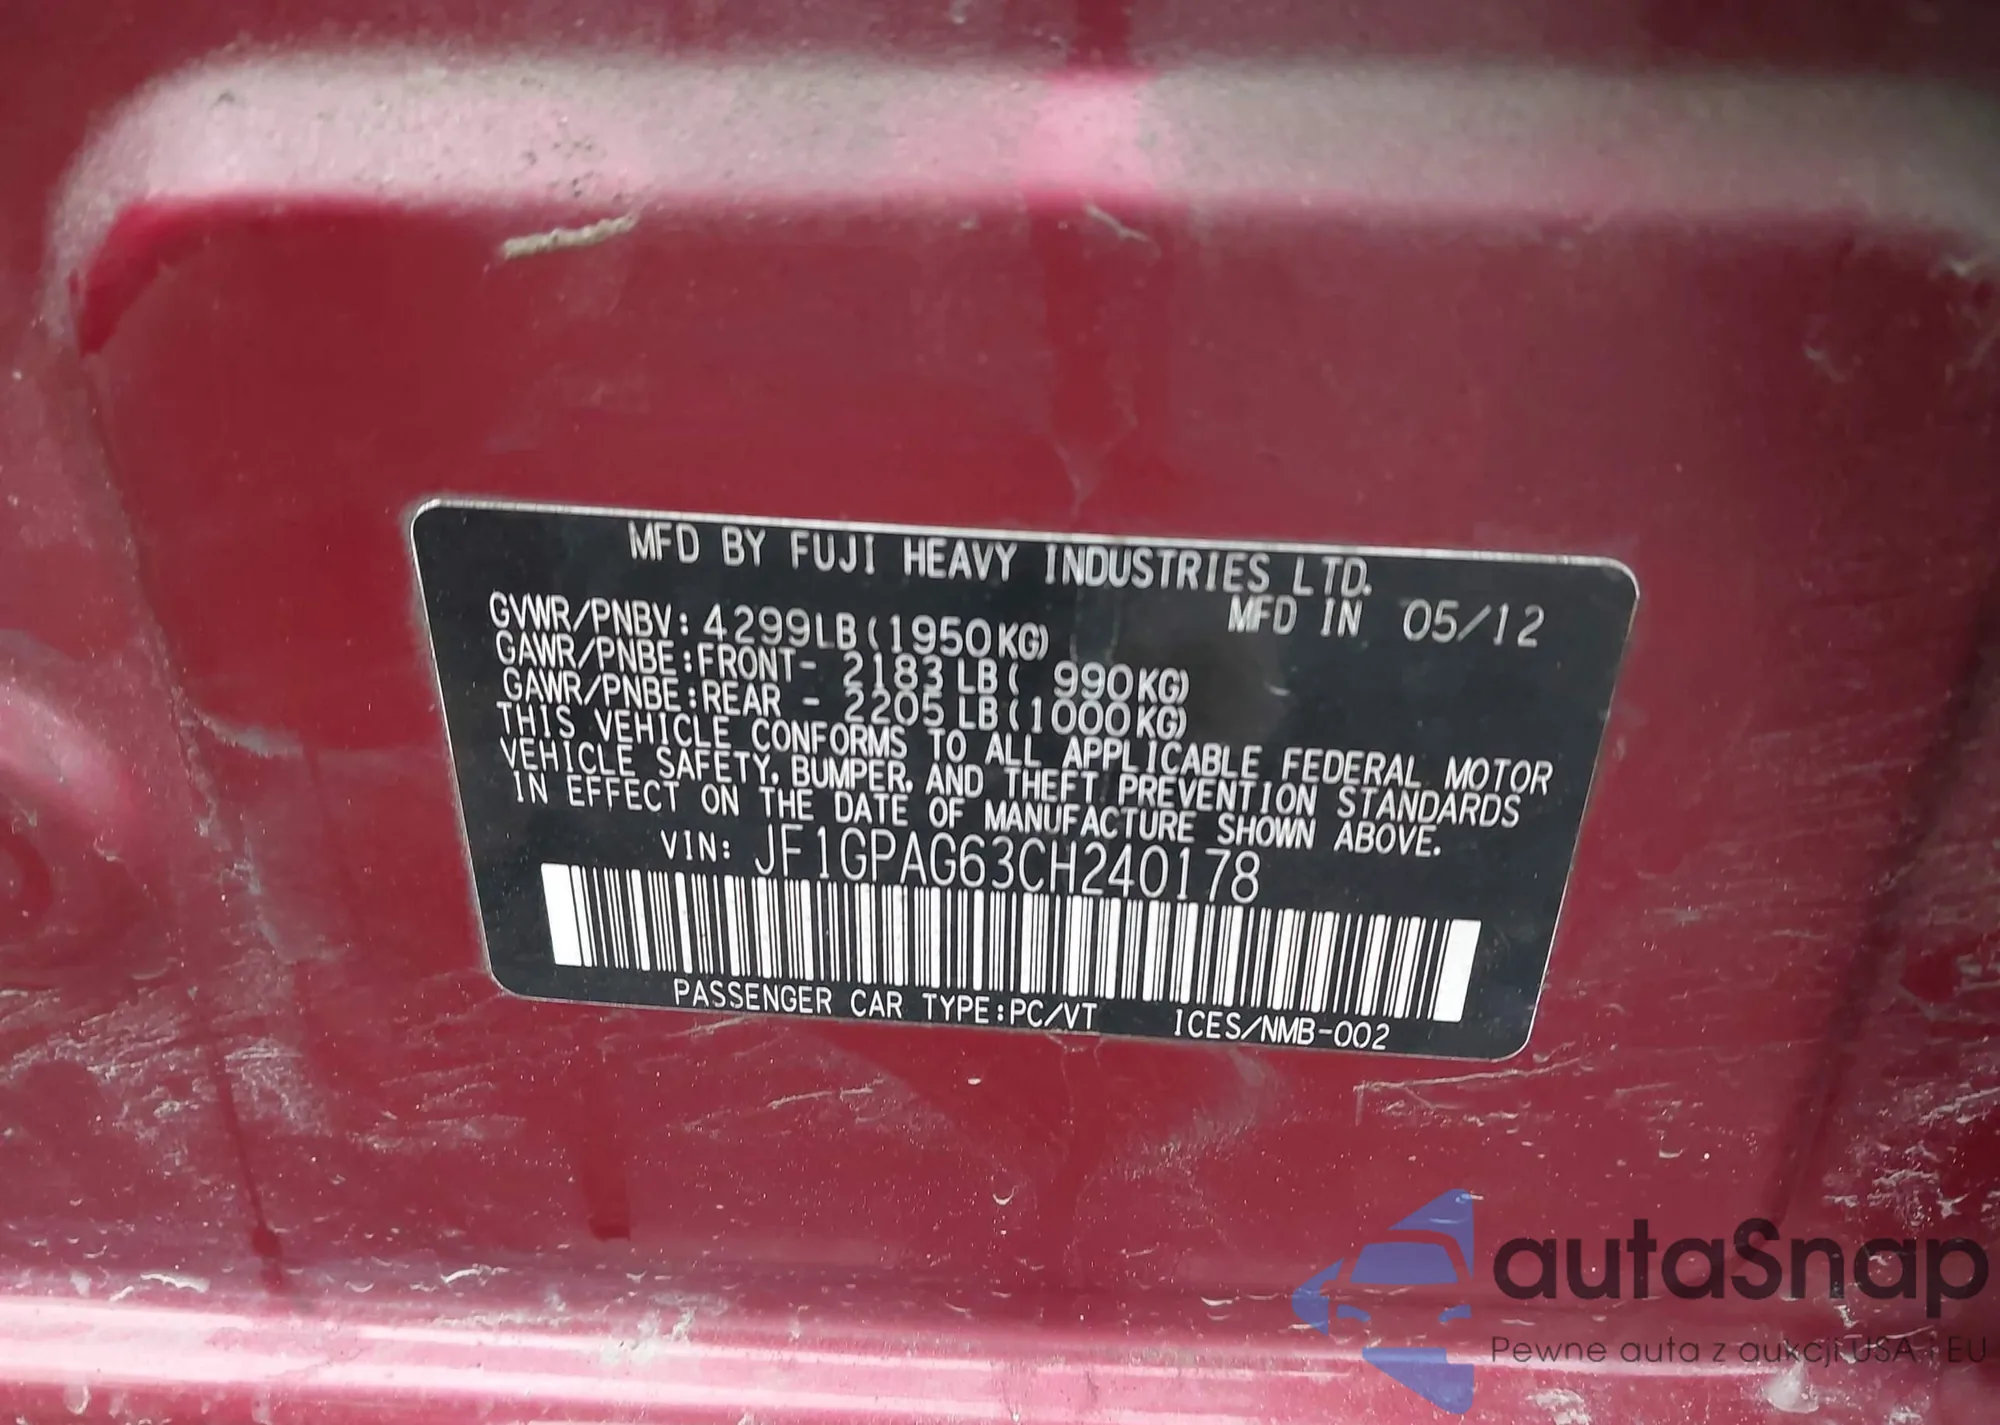 MFD BY FUJI HEAVY INDUSTRIES LTD.
MFD IN 05/12
GVWR/PNBV: 4299LB(1950KG)
GAWR/PNBE:FRONT- 2183LB( 990KG)
GAWR/PNBE:REAR - 2205LB(1000KG)
THIS VEHICLE CONFORMS TO ALL APPLICABLE FEDERAL MOTOR
VEHICLE SAFETY, BUMPER, AND THEFT PREVENTION STANDARDS
IN EFFECT ON THE DATE OF MANUFACTURE SHOWN ABOVE.
VIN: JF1GPAG63CH240178
PASSENGER CAR TYPE:PC/VT ICES/NMB-002
autaSnap
Pewne auta z aukcji USA i EU